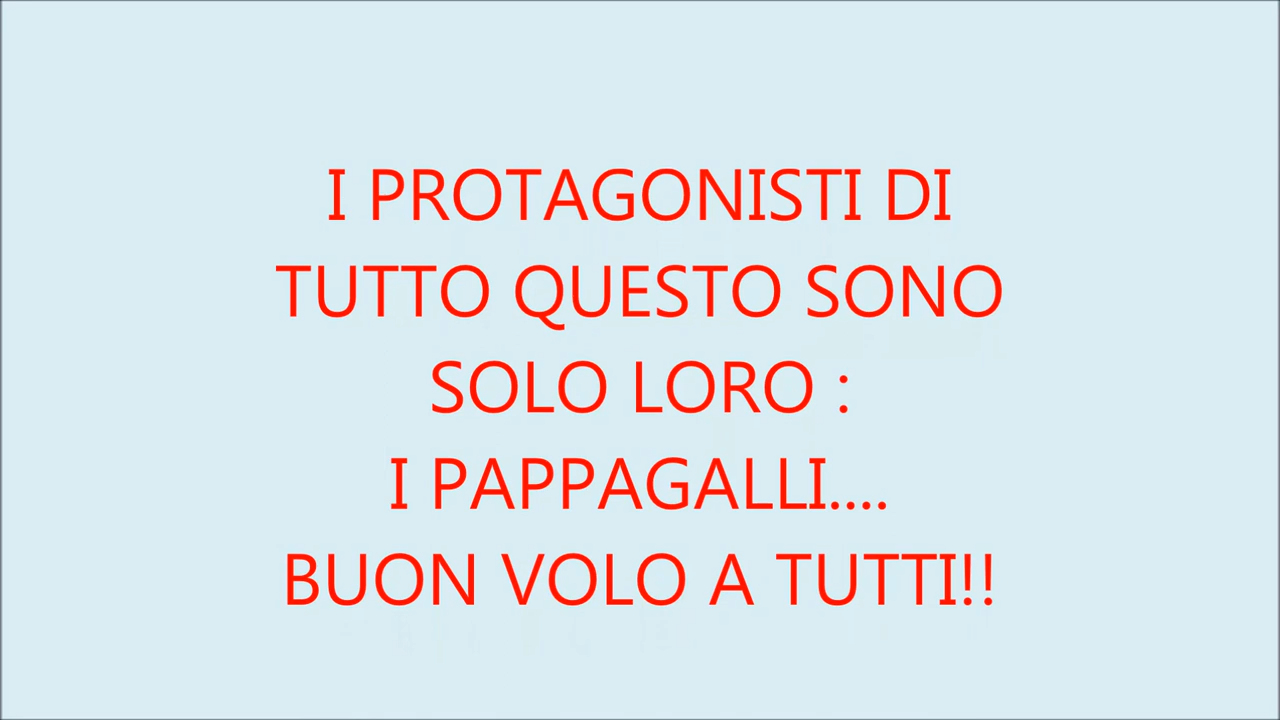 I PROTAGONISTI DI
TUTTO QUESTO SONO
SOLO LORO :
I PAPPAGALLI....
BUON VOLO A TUTTI!!